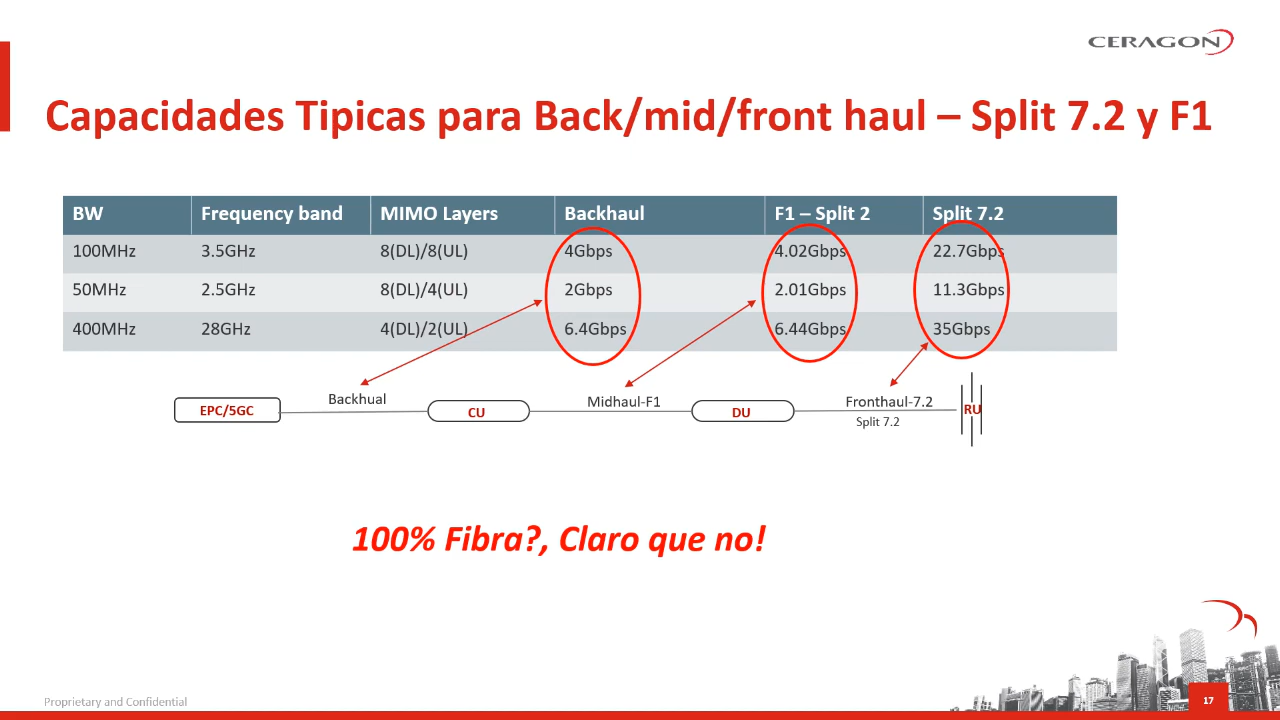 CERAGON
Capacidades Tipicas para Back/mid/front haul – Split 7.2 y F1
BW Frequency band MIMO Layers Backhaul F1 – Split 2 Split 7.2
100MHz 3.5GHz 8(DL)/8(UL) 4Gbps 4.02Gbps 22.7Gbps
50MHz 2.5GHz 8(DL)/4(UL) 2Gbps 2.01Gbps 11.3Gbps
400MHz 28GHz 4(DL)/2(UL) 6.4Gbps 6.44Gbps 35Gbps
EPC/5GC Backhual CU Midhaul-F1 DU Fronthaul-7.2 RU
Split 7.2
100% Fibra?, Claro que no!
Proprietary and Confidential
17